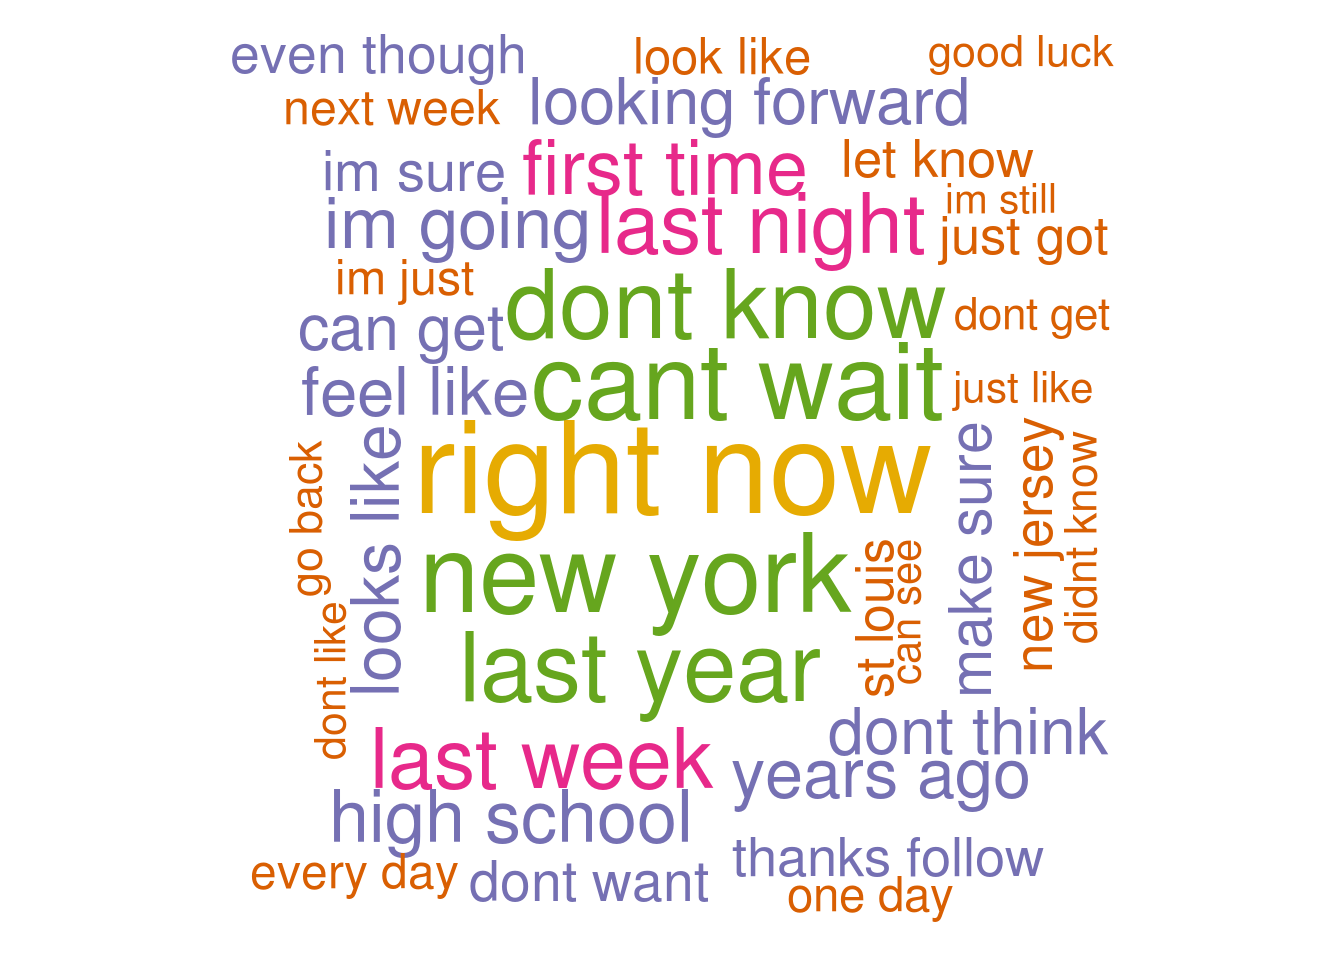 even though
look like
good luck
next week
looking forward
im sure
first time
let know
im still
im going
last night
just got
im just
dont know
dont get
can get
cant wait
just like
feel like
right now
go back
looks like
make sure
new jersey
didnt know
new york
st louis
can see
dont like
last year
last week
dont think
years ago
high school
every day
dont want
thanks follow
one day